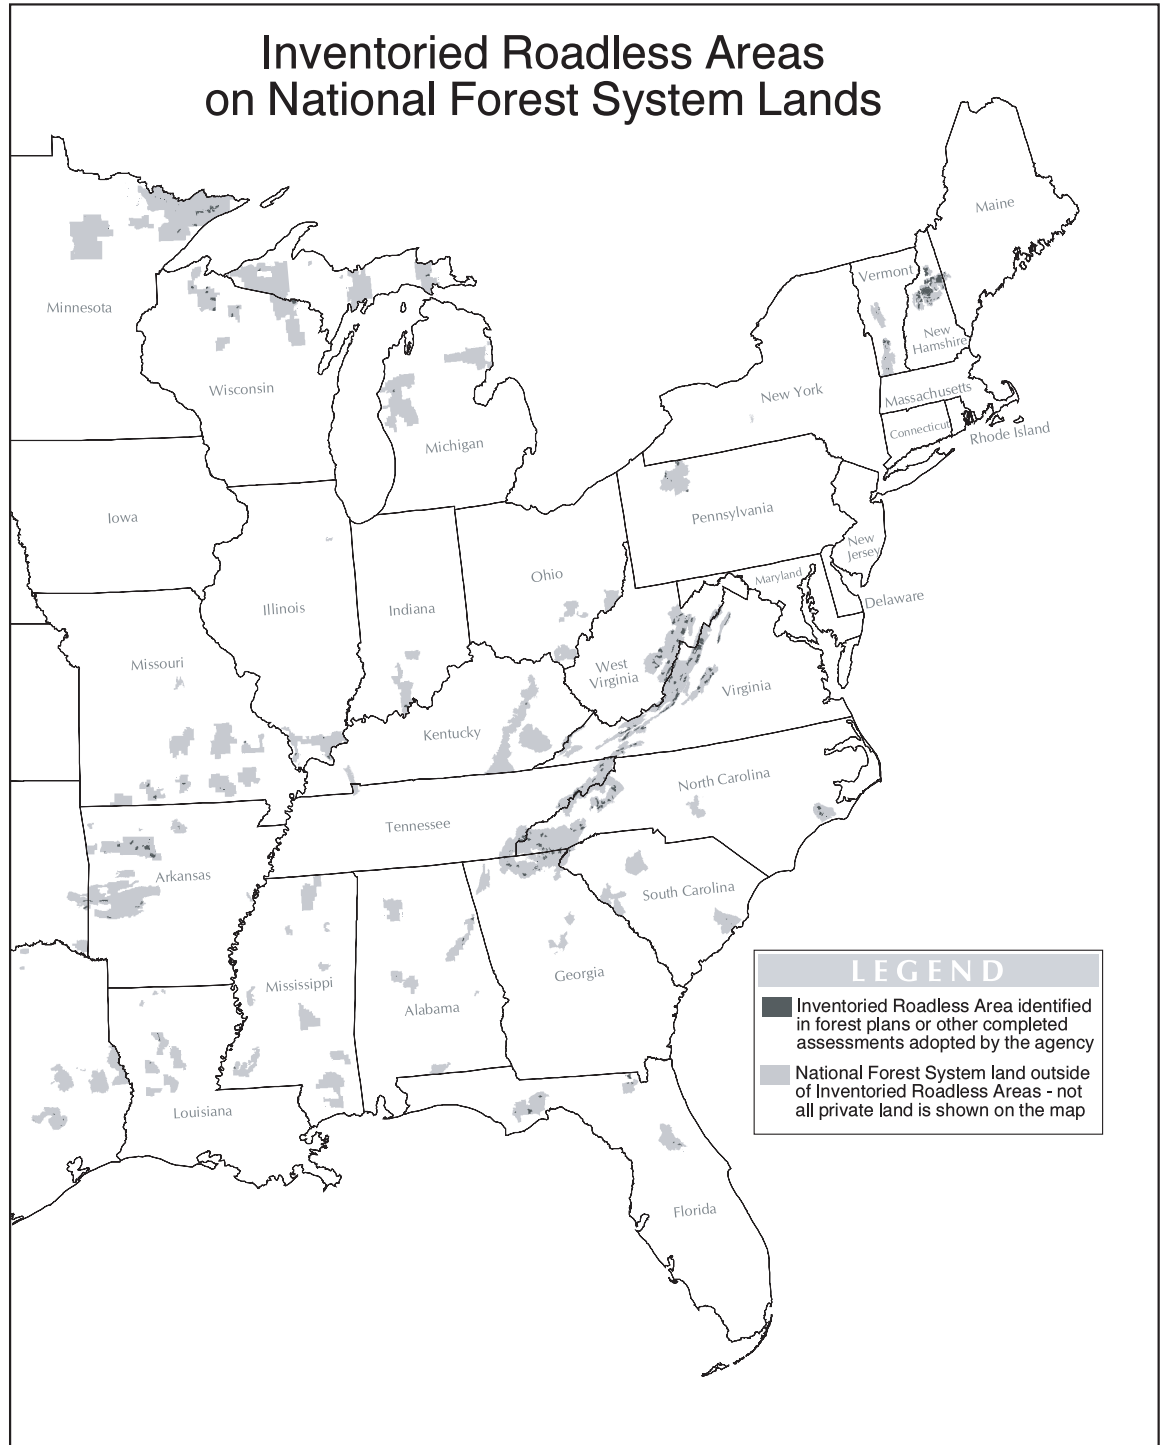 Inventoried Roadless Areas
on National Forest System Lands
Maine
Minnesota
Vermont
New
Hamshire
Wisconsin
Michigan
New York
Massachusetts
Connecticut
Rhode Island
Iowa
Pennsylvania
New
Jersey
Ohio
Maryland
Illinois
Indiana
Delaware
Missouri
West
Virginia
Virginia
Kentucky
North Carolina
Tennessee
Arkansas
South Carolina
Georgia
Mississippi
Alabama
Louisiana
Florida
LEGEND
Inventoried Roadless Area identified
in forest plans or other completed
assessments adopted by the agency
National Forest System land outside
of Inventoried Roadless Areas - not
all private land is shown on the map